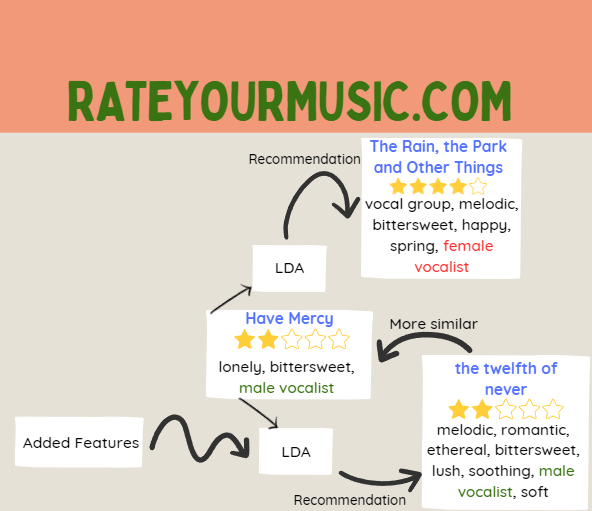 RATEYOURMUSIC.COM
Recommendation
The Rain, the Park
and Other Things
vocal group, melodic,
bittersweet, happy,
spring, female
vocalist
LDA
Have Mercy
lonely, bittersweet,
male vocalist
More similar
the twelfth of
never
melodic, romantic,
ethereal, bittersweet,
lush, soothing, male
vocalist, soft
Added Features
LDA
Recommendation